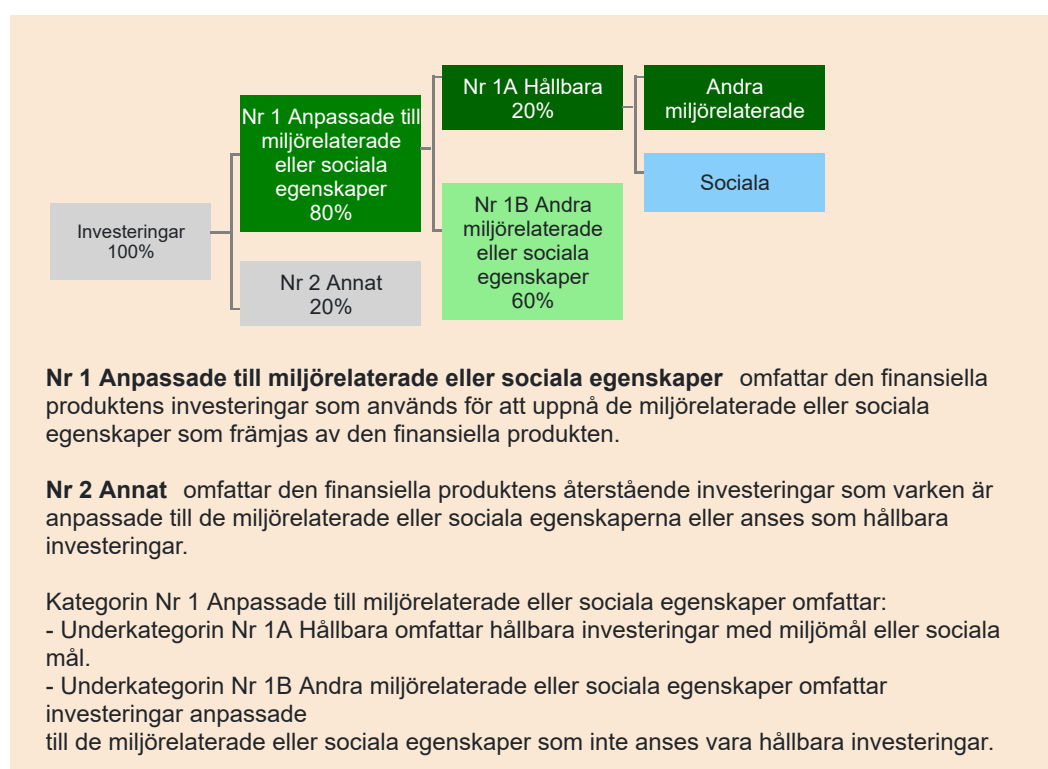 Investeringar
100%
Nr 1 Anpassade till
miljörelaterade
eller sociala
egenskaper
80%
Nr 2 Annat
20%
Nr 1A Hållbara
20%
Nr 1B Andra
miljörelaterade
eller sociala
egenskaper
60%
Andra
miljörelaterade
Sociala
Nr 1 Anpassade till miljörelaterade eller sociala egenskaper omfattar den finansiella
produktens investeringar som används för att uppnå de miljörelaterade eller sociala
egenskaper som främjas av den finansiella produkten.
Nr 2 Annat omfattar den finansiella produktens återstående investeringar som varken är
anpassade till de miljörelaterade eller sociala egenskaperna eller anses som hållbara
investeringar.
Kategorin Nr 1 Anpassade till miljörelaterade eller sociala egenskaper omfattar:
- Underkategorin Nr 1A Hållbara omfattar hållbara investeringar med miljömål eller sociala
mål.
- Underkategorin Nr 1B Andra miljörelaterade eller sociala egenskaper omfattar
investeringar anpassade
till de miljörelaterade eller sociala egenskaper som inte anses vara hållbara investeringar.